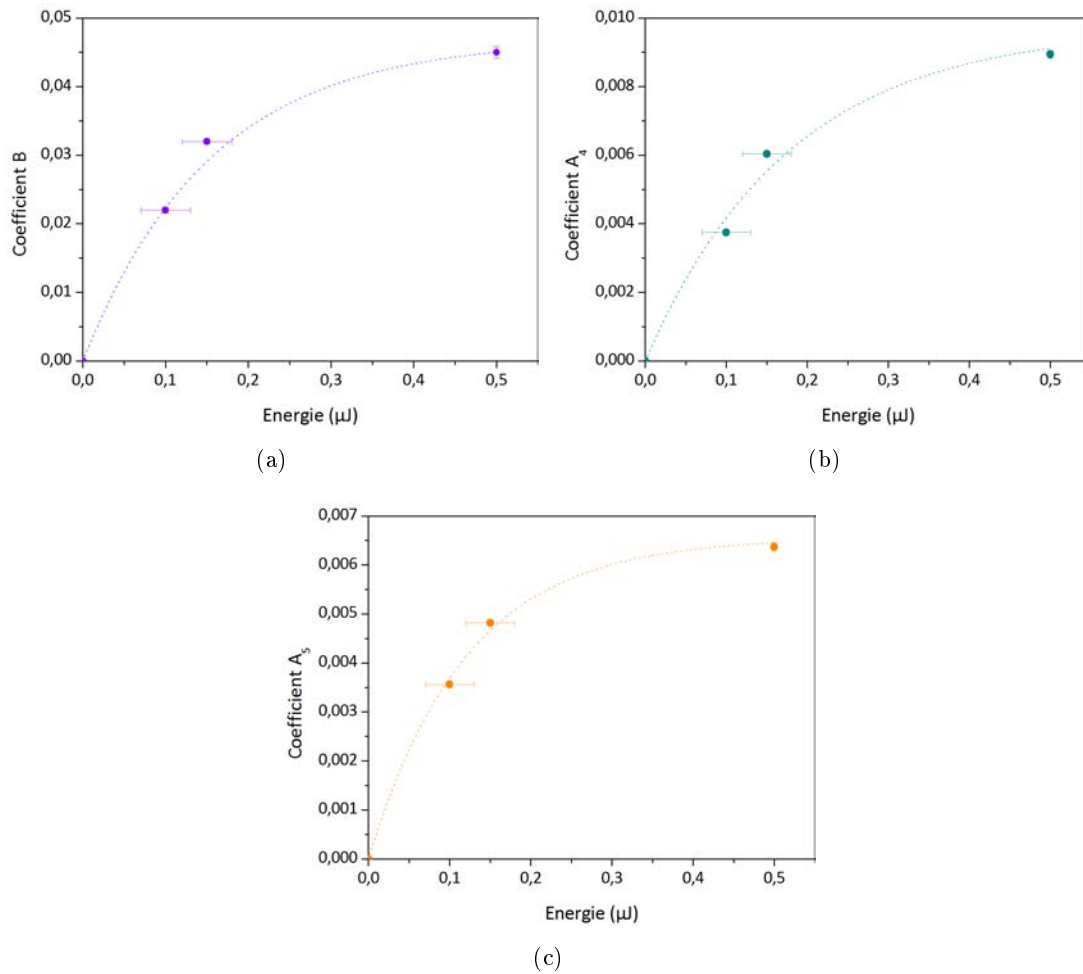 0,05
0,04
0,03
0,02
0,01
0,00
Coefficient B
0,0 0,1 0,2 0,3 0,4 0,5
Energie (µJ)
(a)
0,010
0,008
0,006
0,004
0,002
0,000
Coefficient A4
0,0 0,1 0,2 0,3 0,4 0,5
Energie (µJ)
(b)
0,007
0,006
0,005
0,004
0,003
0,002
0,001
0,000
Coefficient A5
0,0 0,1 0,2 0,3 0,4 0,5
Energie (µJ)
(c)